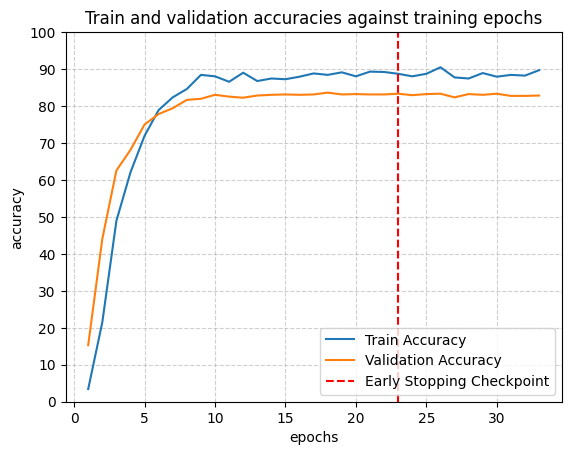 Train and validation accuracies against training epochs
accuracy
100
90
80
70
60
50
40
30
20
10
0
0 5 10 15 20 25 30
epochs
Train Accuracy
Validation Accuracy
Early Stopping Checkpoint